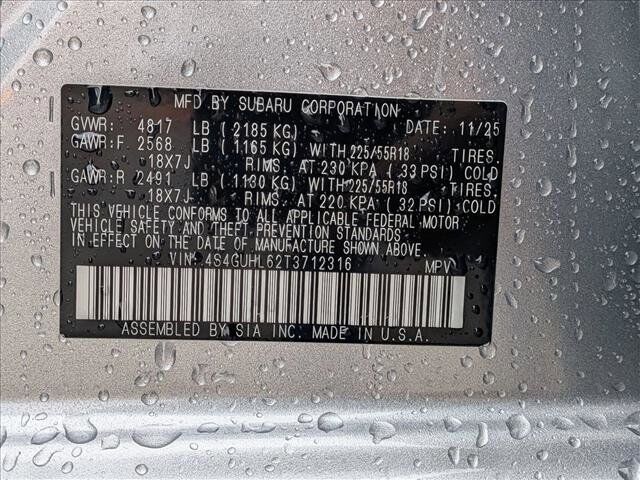 MFD BY SUBARU CORPORATION
GVWR: 4817 LB (2185 KG) DATE: 11/25
GAWR: F. 2568 LB (1165 KG) WITH 225/55R18 TIRES.
18X7J RIMS. AT 230 KPA (33 PSI) COLD
GAWR: R 2491 LB (1130 KG) WITH 225/55R18 TIRES.
18X7J RIMS. AT 220 KPA (32 PSI) COLD
THIS VEHICLE CONFORMS TO ALL APPLICABLE FEDERAL MOTOR
VEHICLE SAFETY AND THEFT-PREVENTION STANDARDS
IN EFFECT ON THE DATE OF MANUFACTURE SHOWN ABOVE.
VIN: 4S4GUHL62T3712316 MPV
ASSEMBLED BY SIA INC. MADE IN U.S.A.